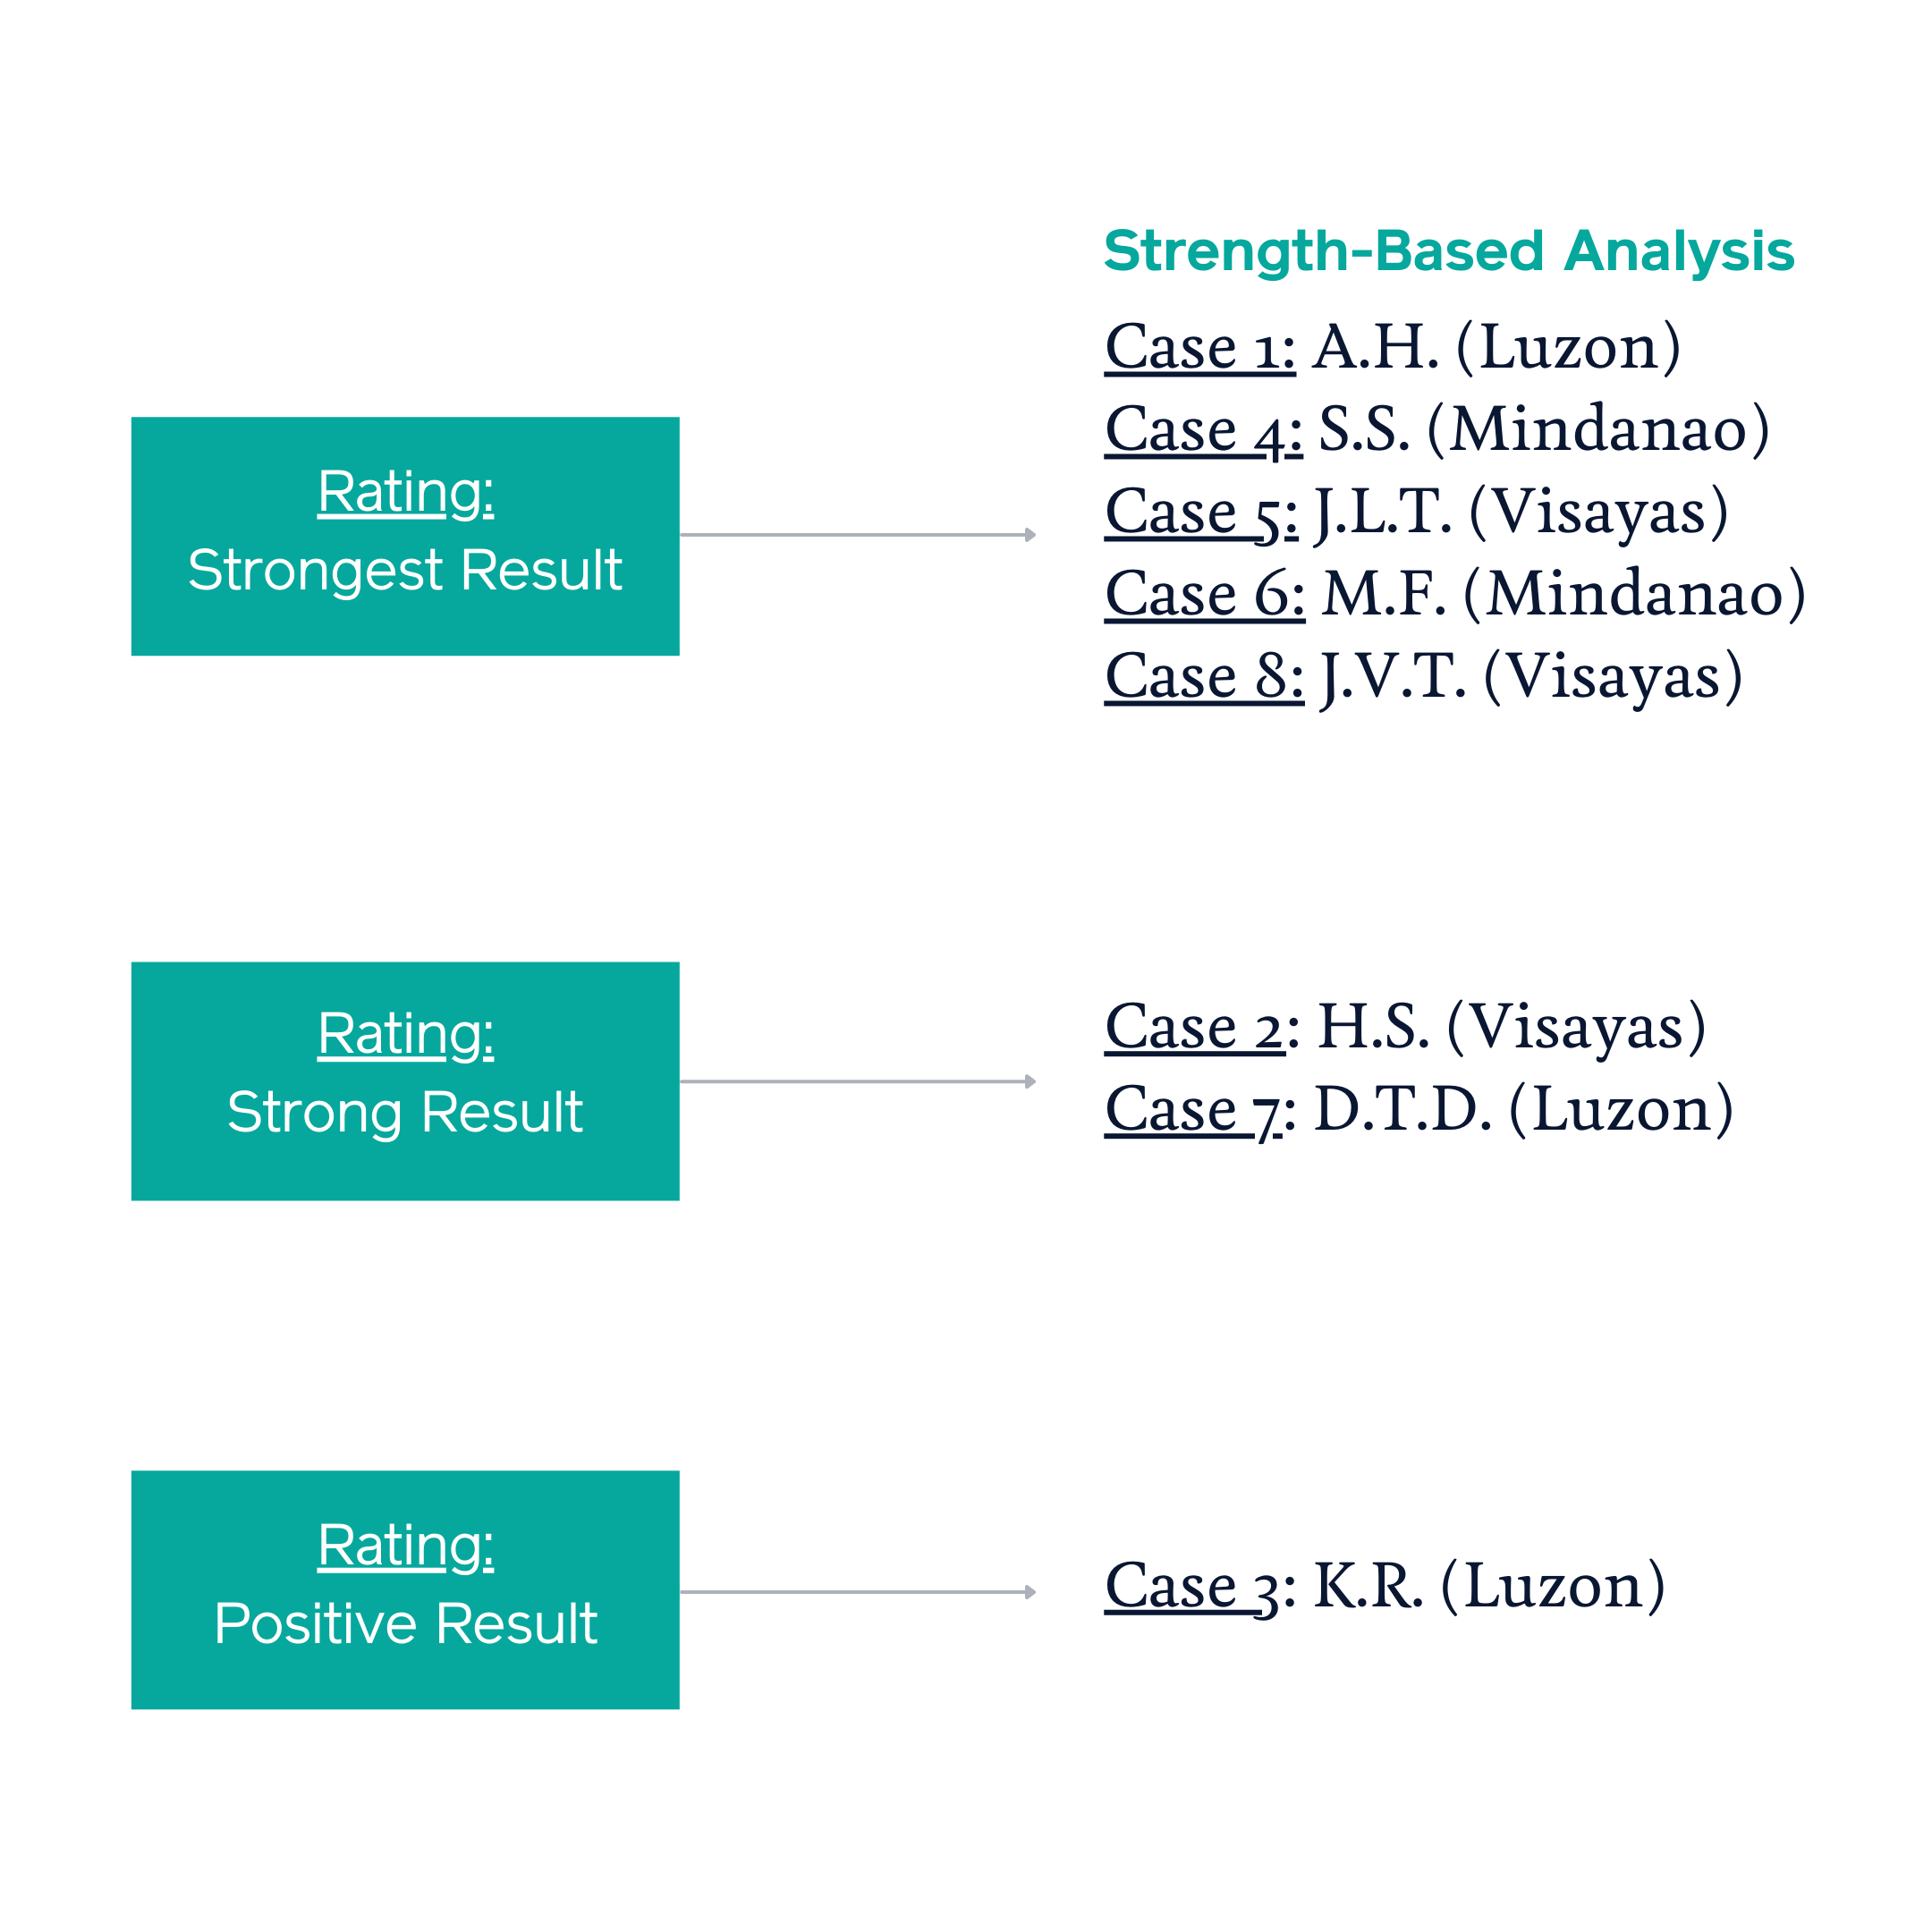 Strength-Based Analysis
Rating:
Strongest Result
Case 1: A.H. (Luzon)
Case 4: S.S. (Mindanao)
Case 5: J.L.T. (Visayas)
Case 6: M.F. (Mindanao)
Case 8: J.V.T. (Visayas)
Rating:
Strong Result
Case 2: H.S. (Visayas)
Case 7: D.T.D. (Luzon)
Rating:
Positive Result
Case 3: K.R. (Luzon)